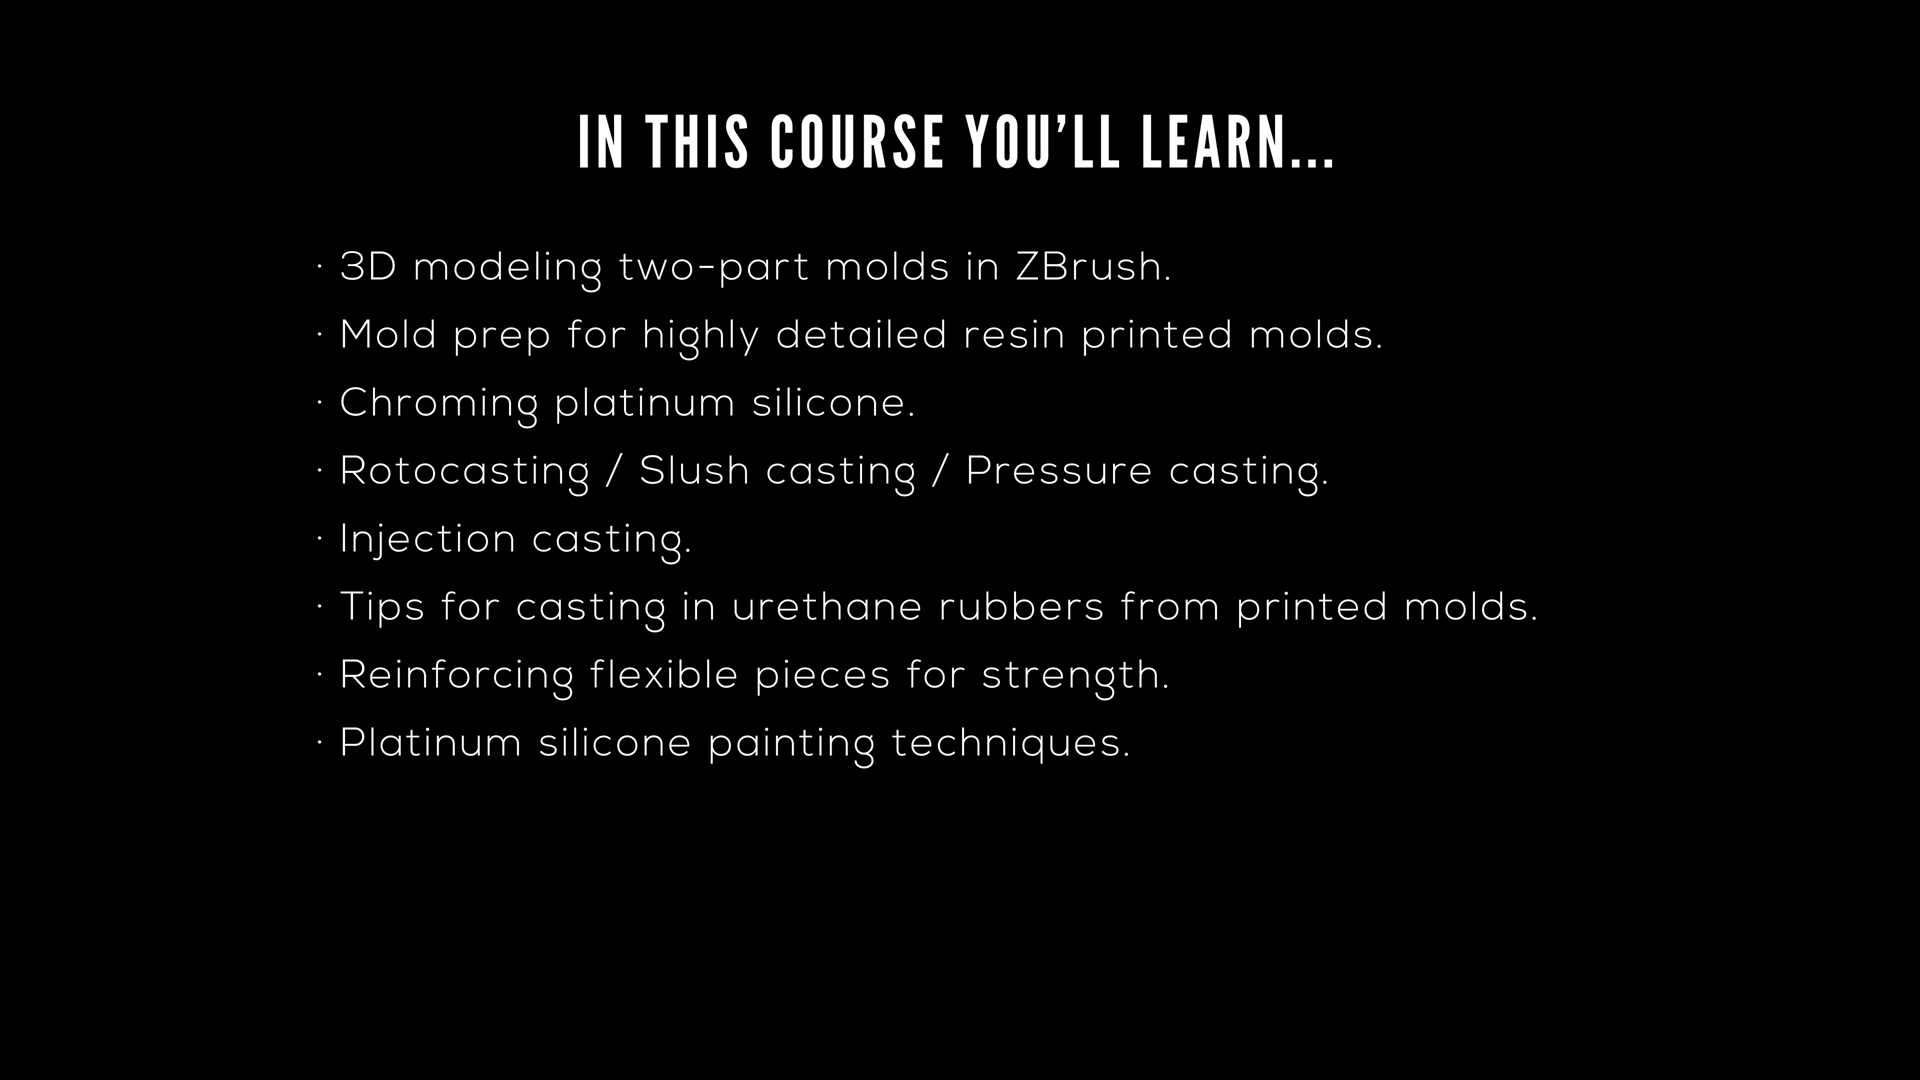 IN THIS COURSE YOU’LL LEARN...
· 3D modeling two-part molds in ZBrush.
· Mold prep for highly detailed resin printed molds.
· Chroming platinum silicone.
· Rotocasting / Slush casting / Pressure casting.
· Injection casting.
· Tips for casting in urethane rubbers from printed molds.
· Reinforcing flexible pieces for strength.
· Platinum silicone painting techniques.